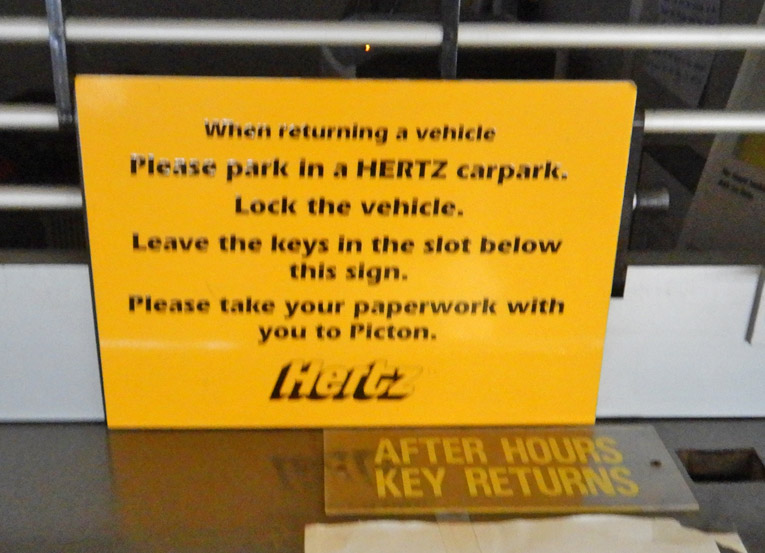 When returning a vehicle
Please park in a HERTZ carpark.
Lock the vehicle.
Leave the keys in the slot below
this sign.
Please take your paperwork with
you to Picton.
Hertz
AFTER HOURS
KEY RETURNS